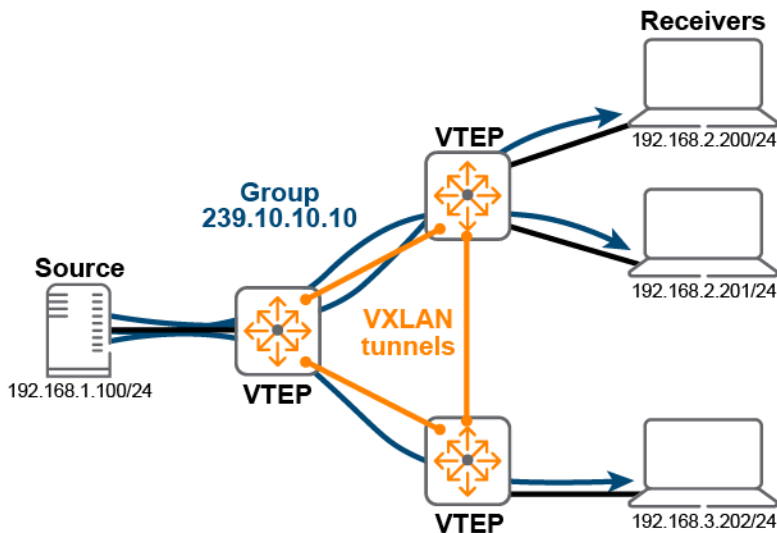 Receivers
192.168.2.200/24
VTEP
Group
239.10.10.10
192.168.2.201/24
Source
VXLAN
tunnels
192.168.1.100/24
VTEP
VTEP
192.168.3.202/24